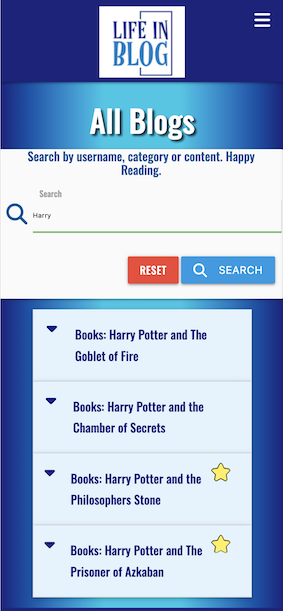 LIFE IN
BLOG
All Blogs
Search by username, category or content. Happy
Reading.
Search
Harry
RESET
SEARCH
Books: Harry Potter and The
Goblet of Fire
Books: Harry Potter and the
Chamber of Secrets
Books: Harry Potter and the
Philosophers Stone
Books: Harry Potter and The
Prisoner of Azkaban